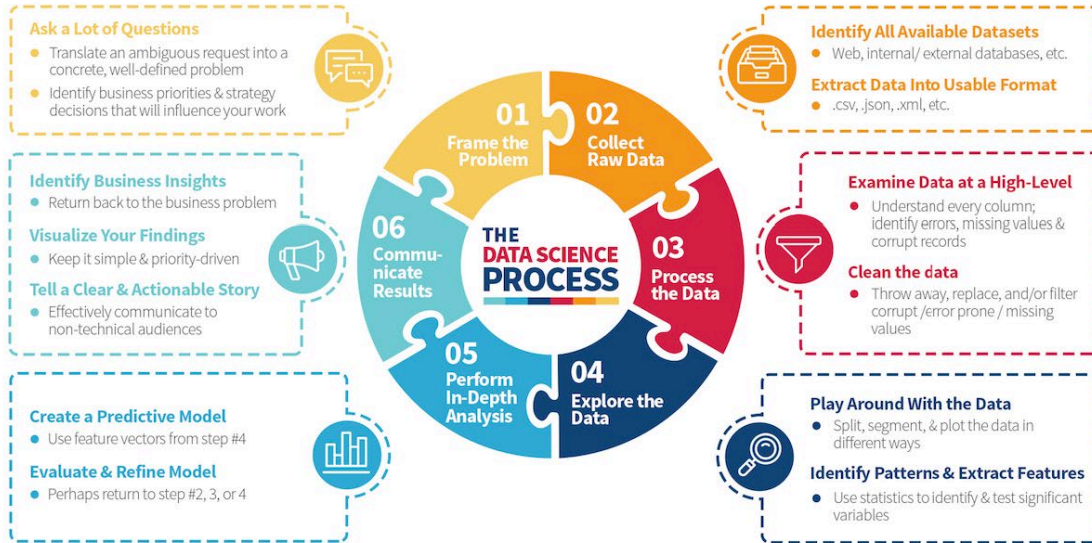 Ask a Lot of Questions
Translate an ambiguous request into a
concrete, well-defined problem
Identify business priorities & strategy
decisions that will influence your work
Identify All Available Datasets
Web, internal/ external databases, etc.
Extract Data Into Usable Format
.csv, .json, .xml, etc.
01
Frame the
Problem
02
Collect
Raw Data
Identify Business Insights
Return back to the business problem
Visualize Your Findings
Keep it simple & priority-driven
Tell a Clear & Actionable Story
Effectively communicate to
non-technical audiences
06
Commu-
nicate
Results
THE
DATA SCIENCE
PROCESS
03
Process
the Data
Examine Data at a High-Level
Understand every column;
identify errors, missing values &
corrupt records
Clean the data
Throw away, replace, and/or filter
corrupt /error prone / missing
values
05
Perform
In-Depth
Analysis
04
Explore the
Data
Create a Predictive Model
Use feature vectors from step #4
Evaluate & Refine Model
Perhaps return to step #2, 3, or 4
Play Around With the Data
Split, segment, & plot the data in
different ways
Identify Patterns & Extract Features
Use statistics to identify & test significant
variables